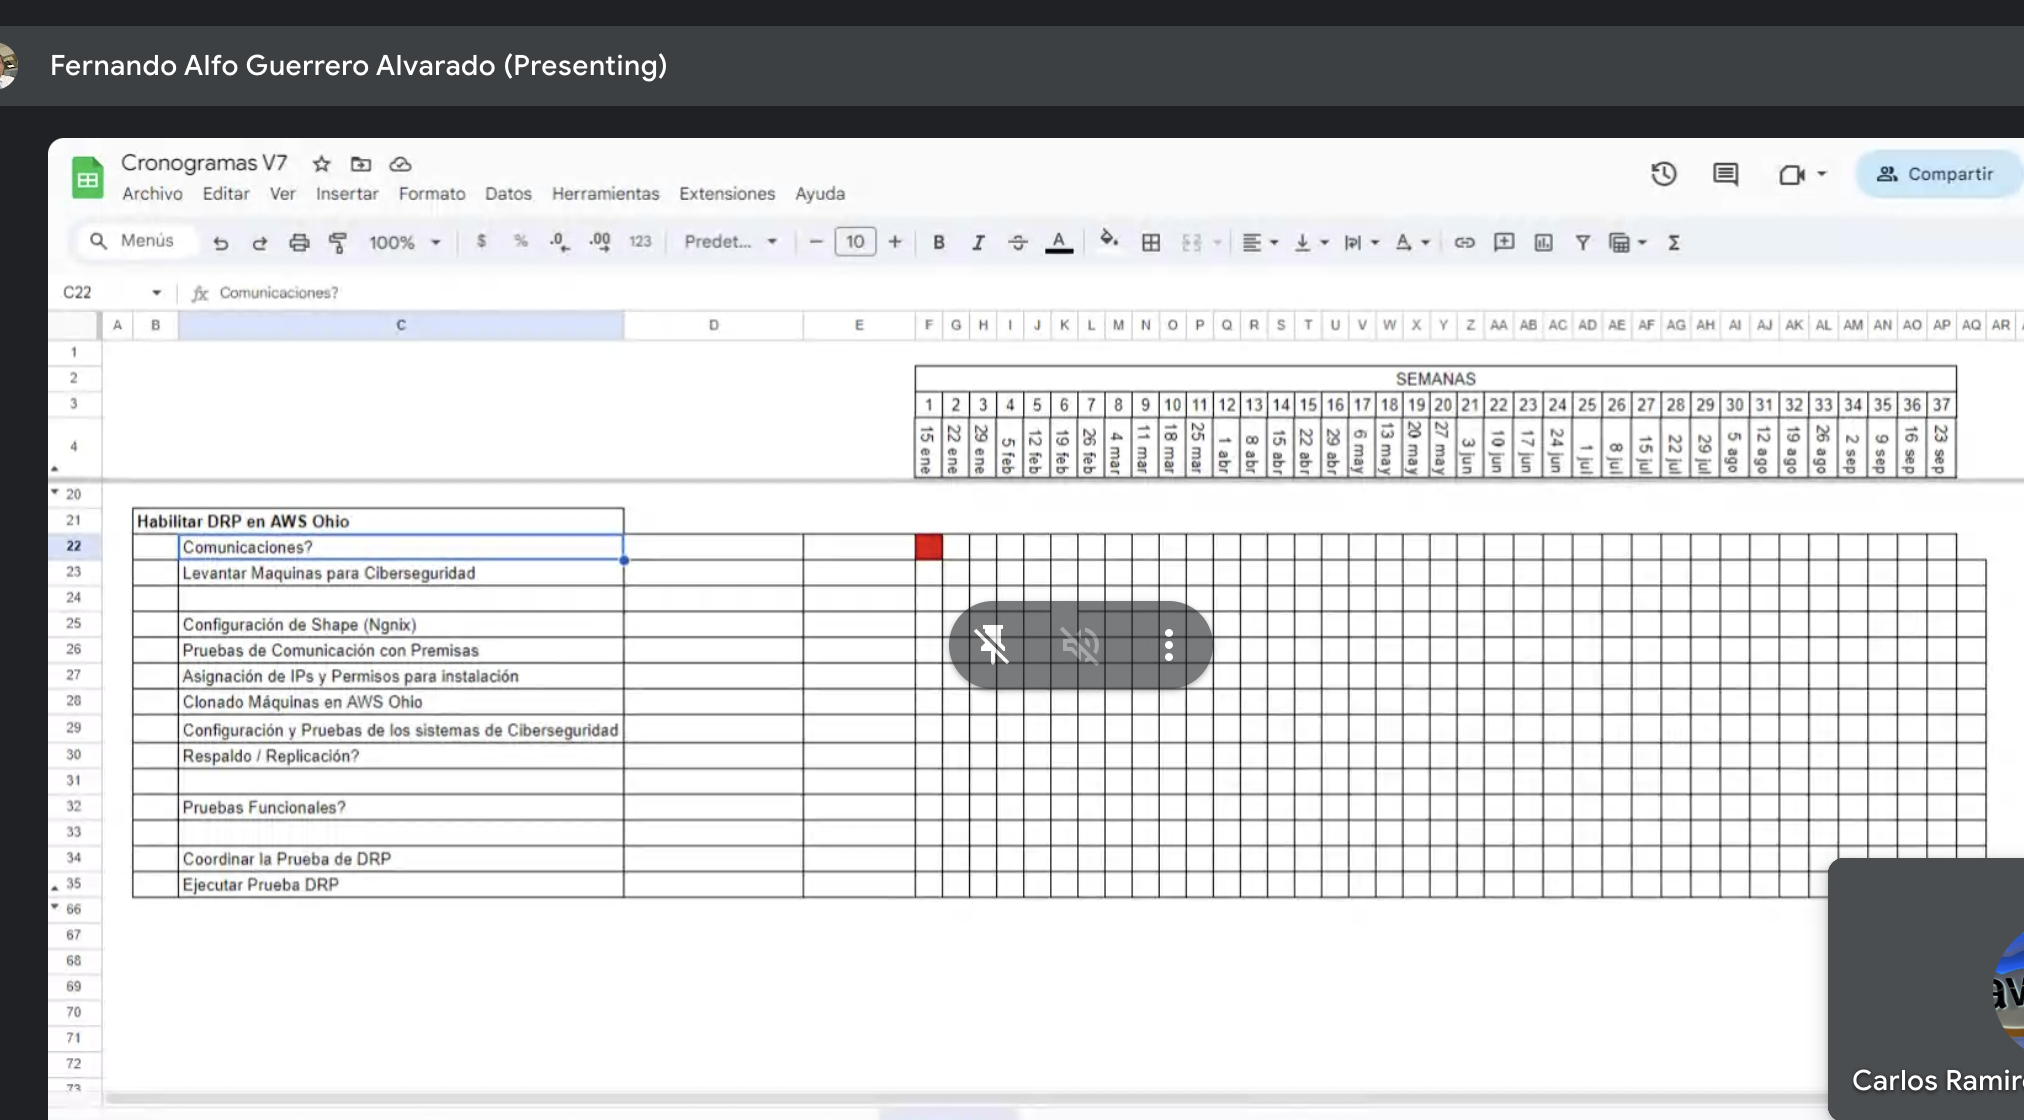 Fernando Alfo Guerrero Alvarado (Presenting)
Cronogramas V7
Archivo Editar Ver Insertar Formato Datos Herramientas Extensiones Ayuda
Compartir
Menús 100% $ % .0 .00 123 Predet... − 10 + B I S A Σ
C22 fx Comunicaciones?
A B C D E F G H I J K L M N O P Q R S T U V W X Y Z AA AB AC AD AE AF AG AH AI AJ AK AL AM AN AO AP AQ AR
1
2 SEMANAS
3 1 2 3 4 5 6 7 8 9 10 11 12 13 14 15 16 17 18 19 20 21 22 23 24 25 26 27 28 29 30 31 32 33 34 35 36 37
4 15 ene 22 ene 29 ene 5 feb 12 feb 19 feb 26 feb 4 mar 11 mar 18 mar 25 mar 1 abr 8 abr 15 abr 22 abr 29 abr 6 may 13 may 20 may 27 may 3 jun 10 jun 17 jun 24 jun 1 jul 8 jul 15 jul 22 jul 29 jul 5 ago 12 ago 19 ago 26 ago 2 sep 9 sep 16 sep 23 sep
20
21 Habilitar DRP en AWS Ohio
22 Comunicaciones?
23 Levantar Maquinas para Ciberseguridad
24
25 Configuración de Shape (Ngnix)
26 Pruebas de Comunicación con Premisas
27 Asignación de IPs y Permisos para instalación
28 Clonado Máquinas en AWS Ohio
29 Configuración y Pruebas de los sistemas de Ciberseguridad
30 Respaldo / Replicación?
31
32 Pruebas Funcionales?
33
34 Coordinar la Prueba de DRP
35 Ejecutar Prueba DRP
66
67
68
69
70
71
72
73
Carlos Ramir